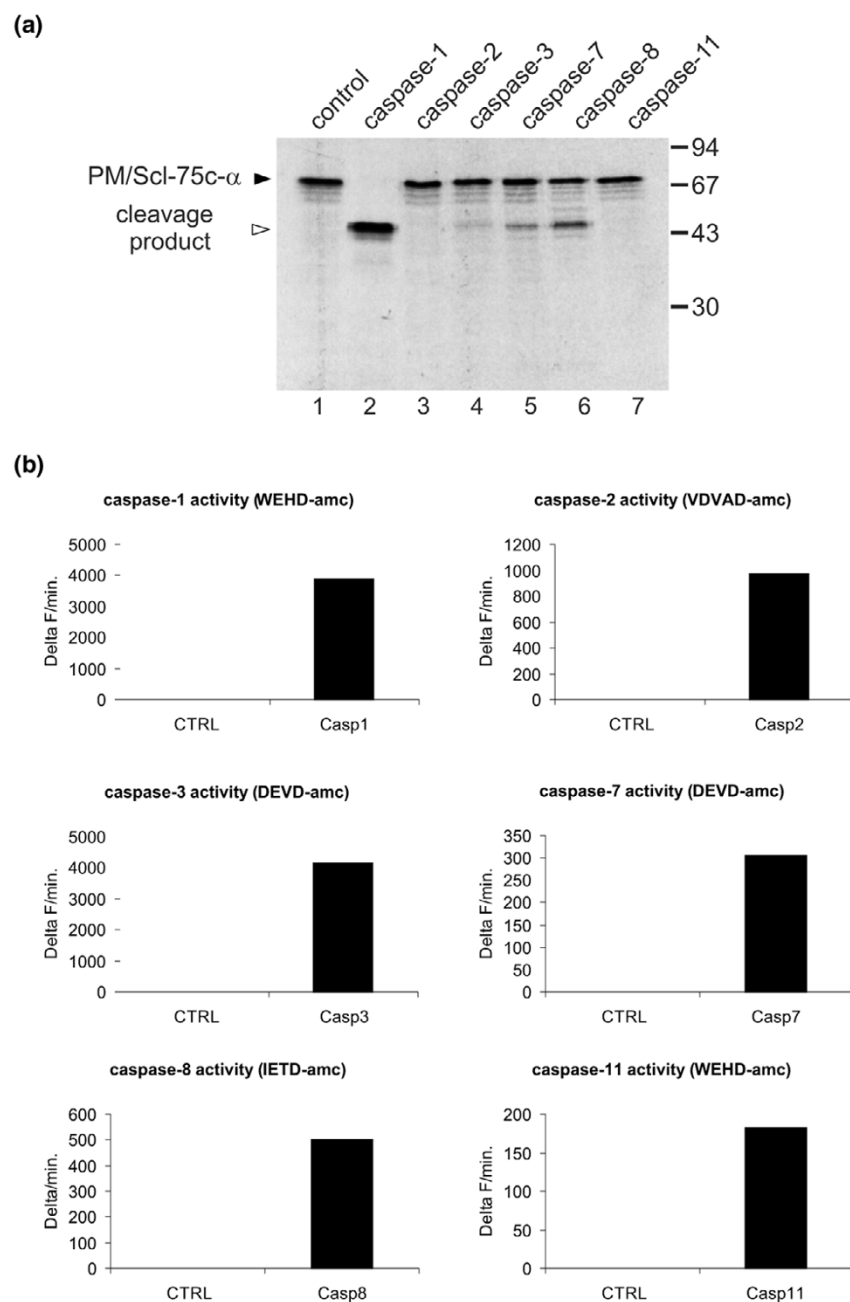 (a)
control
caspase-1
caspase-2
caspase-3
caspase-7
caspase-8
caspase-11
PM/Scl-75c-α
cleavage
product
94
67
43
30
1 2 3 4 5 6 7
(b)
caspase-1 activity (WEHD-amc)
5000
4000
3000
2000
1000
0
Delta F/min.
CTRL Casp1
caspase-2 activity (VDVAD-amc)
1200
1000
800
600
400
200
0
Delta F/min.
CTRL Casp2
caspase-3 activity (DEVD-amc)
5000
4000
3000
2000
1000
0
Delta F/min.
CTRL Casp3
caspase-7 activity (DEVD-amc)
350
300
250
200
150
100
50
0
Delta F/min.
CTRL Casp7
caspase-8 activity (IETD-amc)
600
500
400
300
200
100
0
Delta/min.
CTRL Casp8
caspase-11 activity (WEHD-amc)
200
150
100
50
0
Delta F/min.
CTRL Casp11